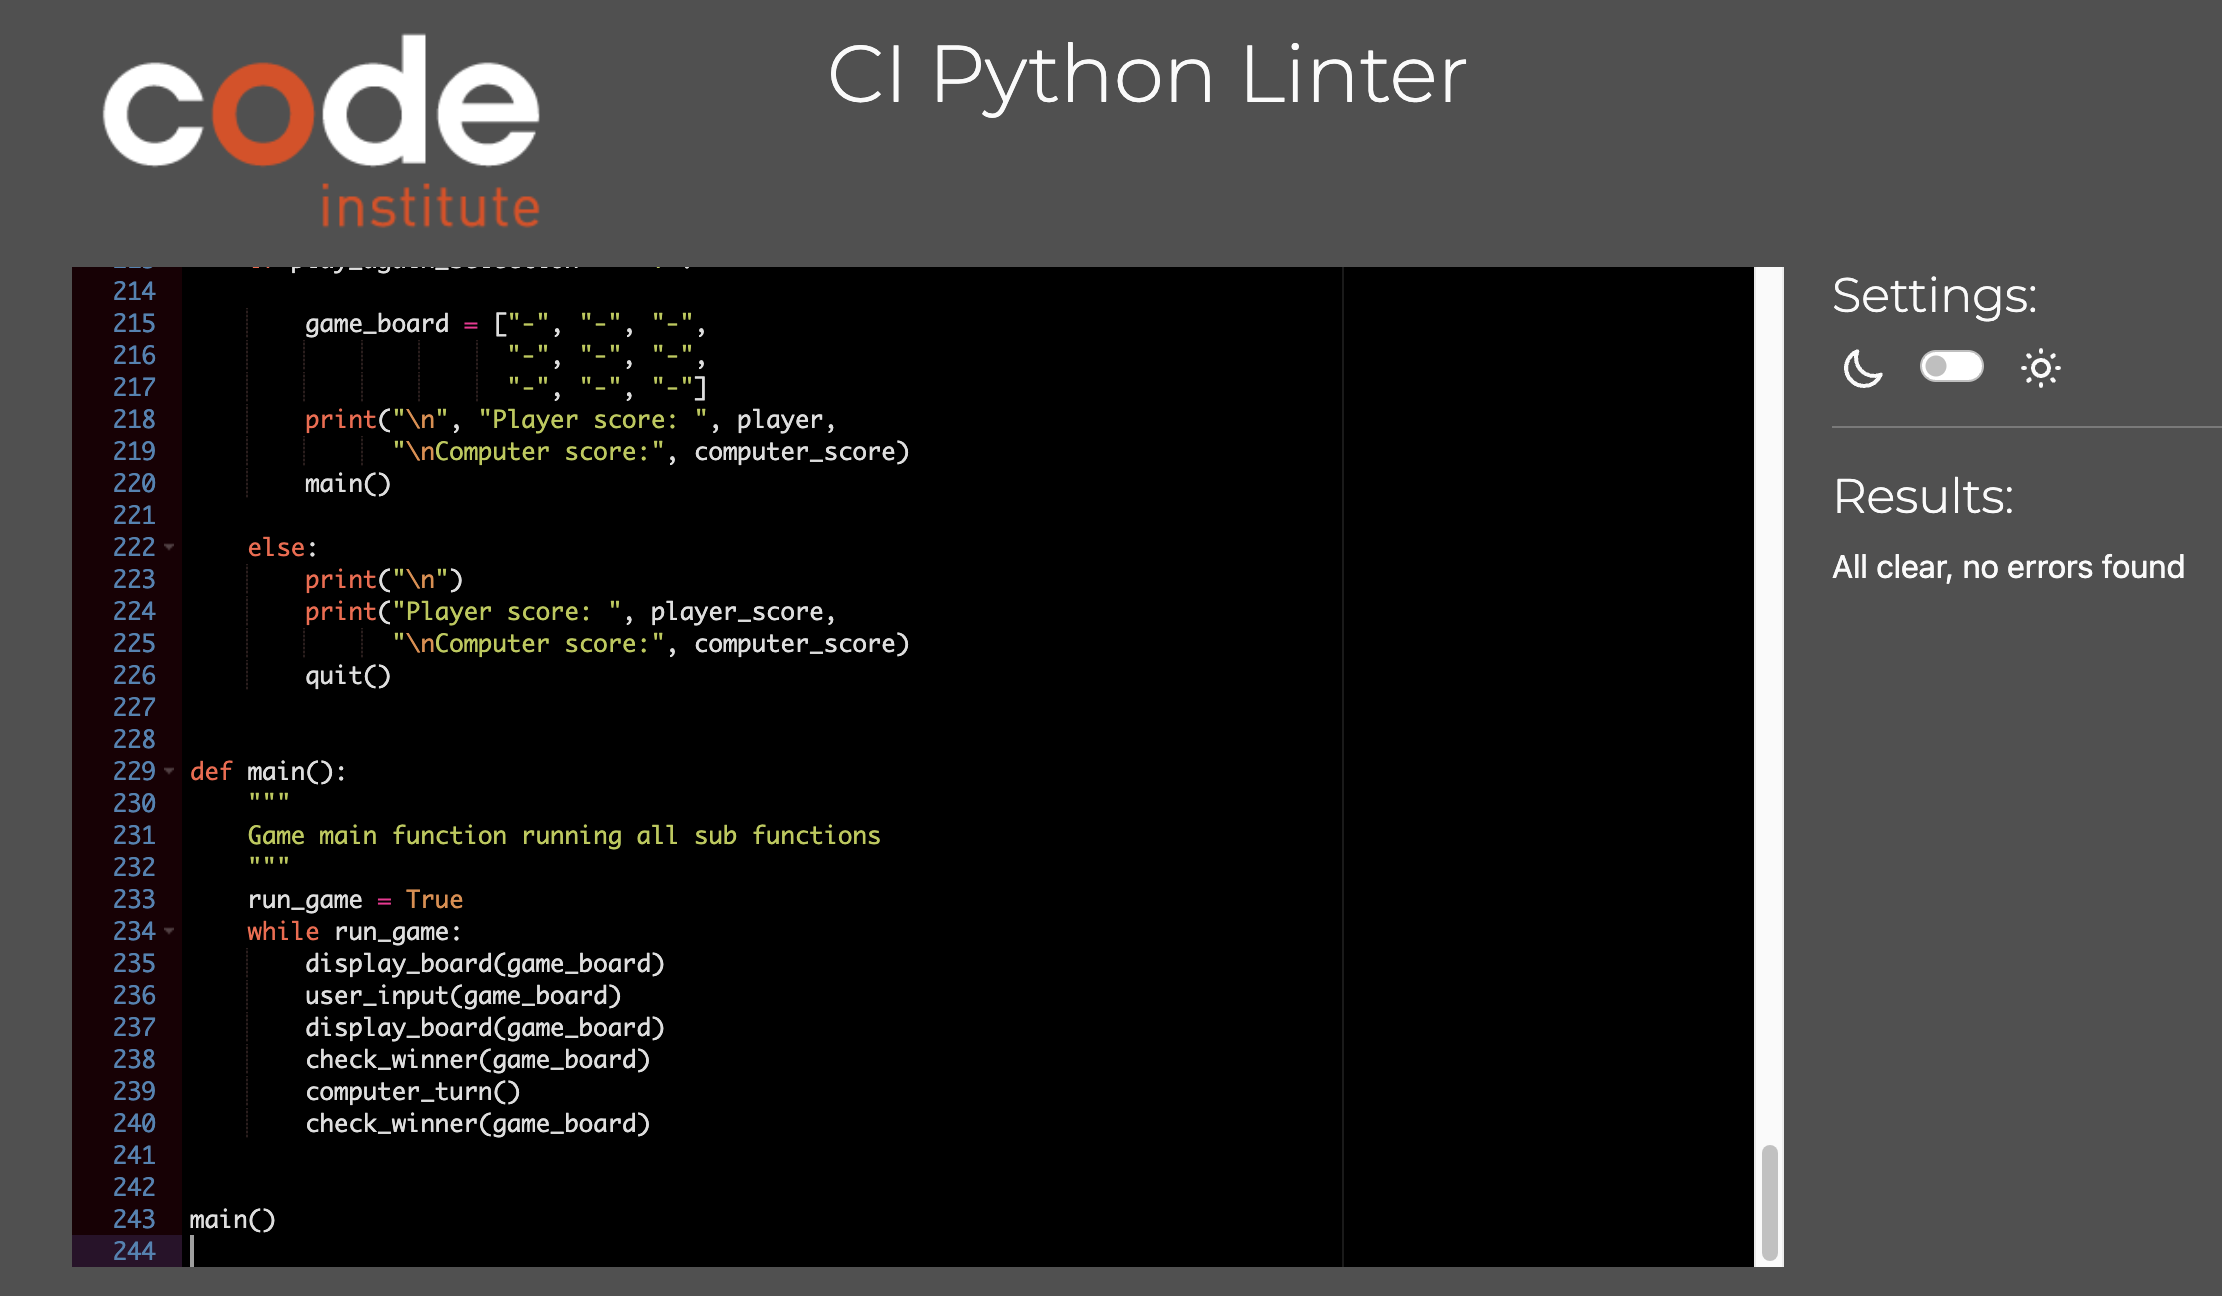 code
institute
CI Python Linter
214
215 game_board = ["-", "-", "-",
216 "-", "-", "-",
217 "-", "-", "-"]
218 print("\n", "Player score: ", player,
219 "\nComputer score:", computer_score)
220 main()
221
222 else:
223 print("\n")
224 print("Player score: ", player_score,
225 "\nComputer score:", computer_score)
226 quit()
227
228
229 def main():
230 """
231 Game main function running all sub functions
232 """
233 run_game = True
234 while run_game:
235 display_board(game_board)
236 user_input(game_board)
237 display_board(game_board)
238 check_winner(game_board)
239 computer_turn()
240 check_winner(game_board)
241
242
243 main()
244
Settings:
Results:
All clear, no errors found